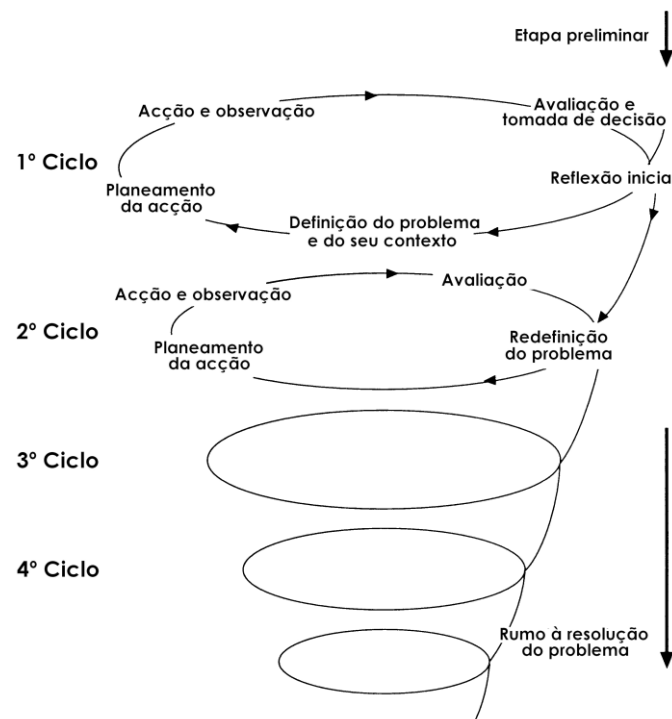 Etapa preliminar
Acção e observação
Avaliação e
tomada de decisão
1º Ciclo
Reflexão inicia
Planeamento
da acção
Definição do problema
e do seu contexto
Acção e observação
Avaliação
2º Ciclo
Planeamento
da acção
Redefinição
do problema
3º Ciclo
4º Ciclo
Rumo à resolução
do problema